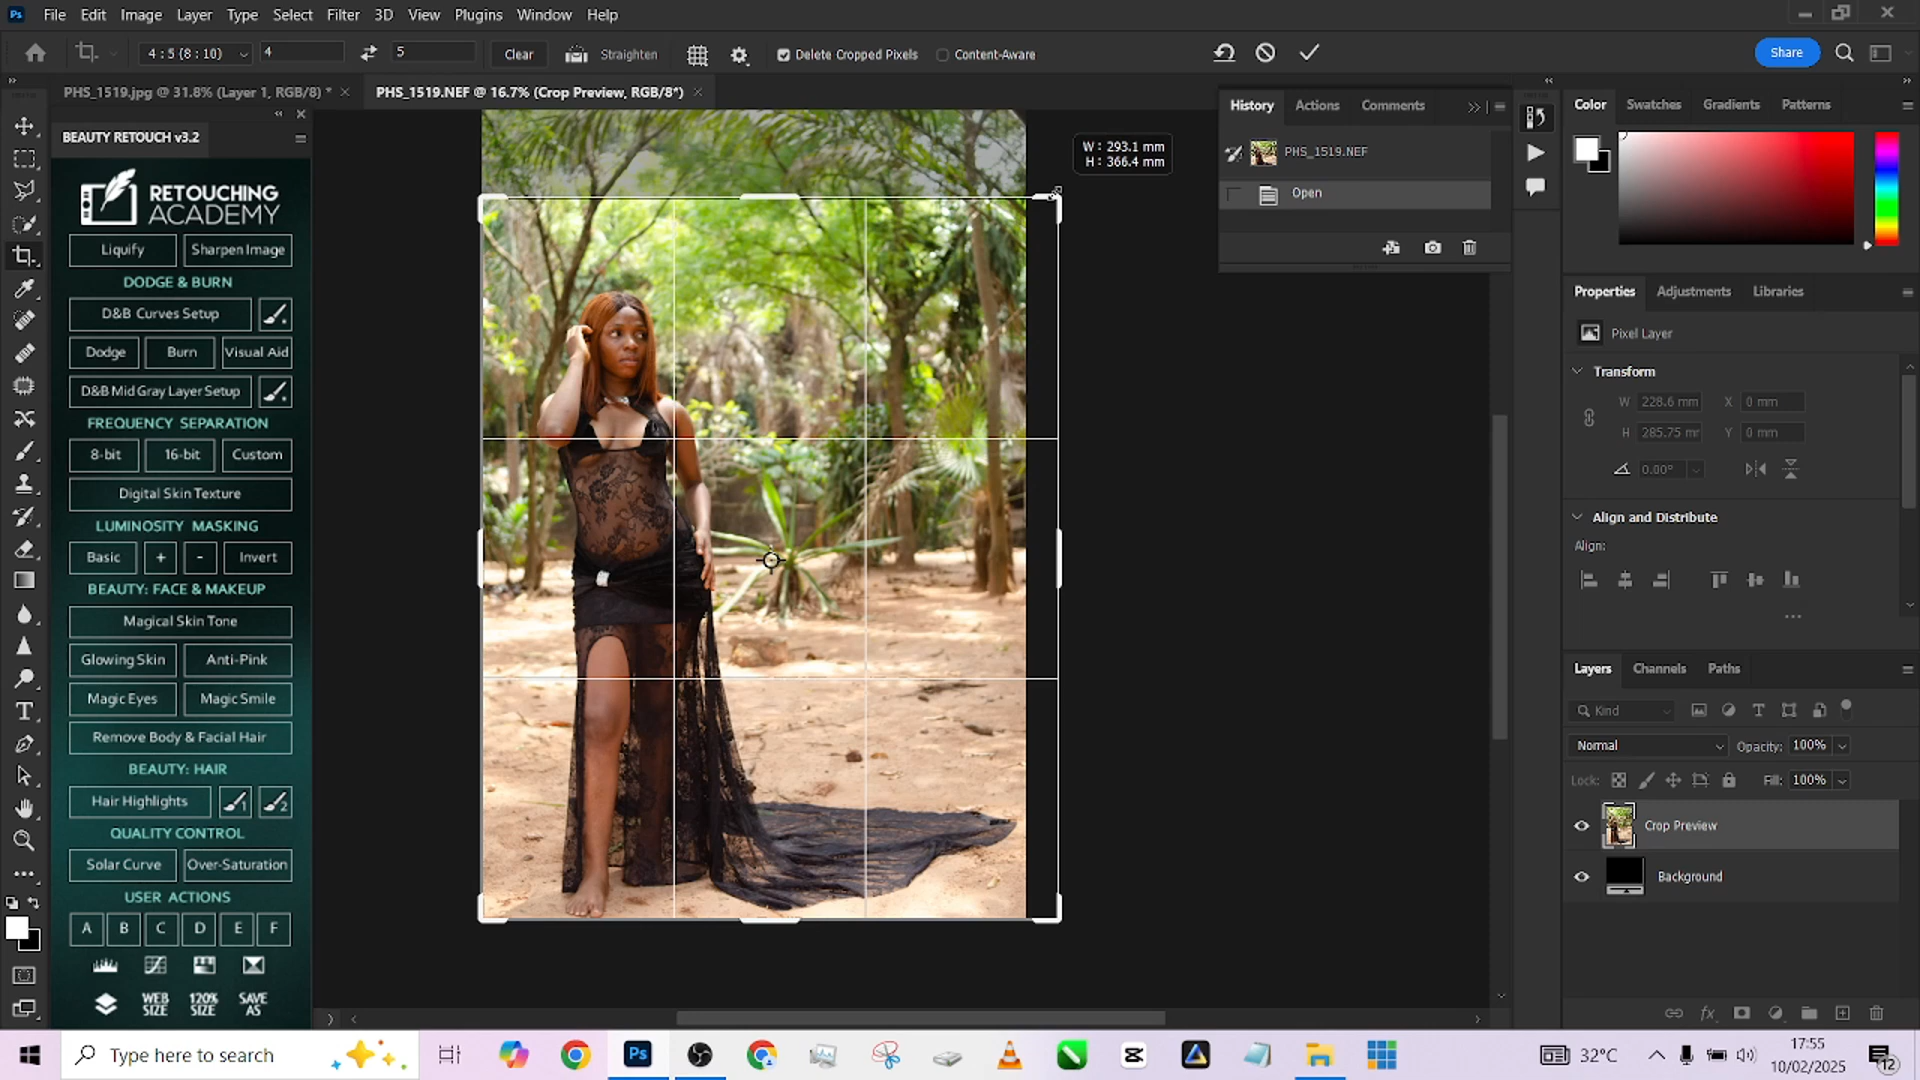 Ps File Edit Image Layer Type Select Filter 3D View Plugins Window Help
4 : 5 (8 : 10) 4 5 Clear Straighten Delete Cropped Pixels Content-Aware Share
PHS_1519.jpg @ 31.8% (Layer 1, RGB/8) * PHS_1519.NEF @ 16.7% (Crop Preview, RGB/8*)
BEAUTY RETOUCH v3.2
RETOUCHING
ACADEMY
Liquify Sharpen Image
DODGE & BURN
D&B Curves Setup
Dodge Burn Visual Aid
D&B Mid Gray Layer Setup
FREQUENCY SEPARATION
8-bit 16-bit Custom
Digital Skin Texture
LUMINOSITY MASKING
Basic + - Invert
BEAUTY: FACE & MAKEUP
Magical Skin Tone
Glowing Skin Anti-Pink
Magic Eyes Magic Smile
Remove Body & Facial Hair
BEAUTY: HAIR
Hair Highlights 1 2
QUALITY CONTROL
Solar Curve Over-Saturation
USER ACTIONS
A B C D E F
WEB SIZE 120% SIZE SAVE AS
W : 293.1 mm
H : 366.4 mm
History Actions Comments
PHS_1519.NEF
Open
Color Swatches Gradients Patterns
Properties Adjustments Libraries
Pixel Layer
Transform
W 228.6 mm X 0 mm
H 285.75 mr Y 0 mm
0.00°
Align and Distribute
Align:
Layers Channels Paths
Kind
Normal Opacity: 100%
Lock: Fill: 100%
Crop Preview
Background
Type here to search Ps 32°C 17:55
10/02/2025 12